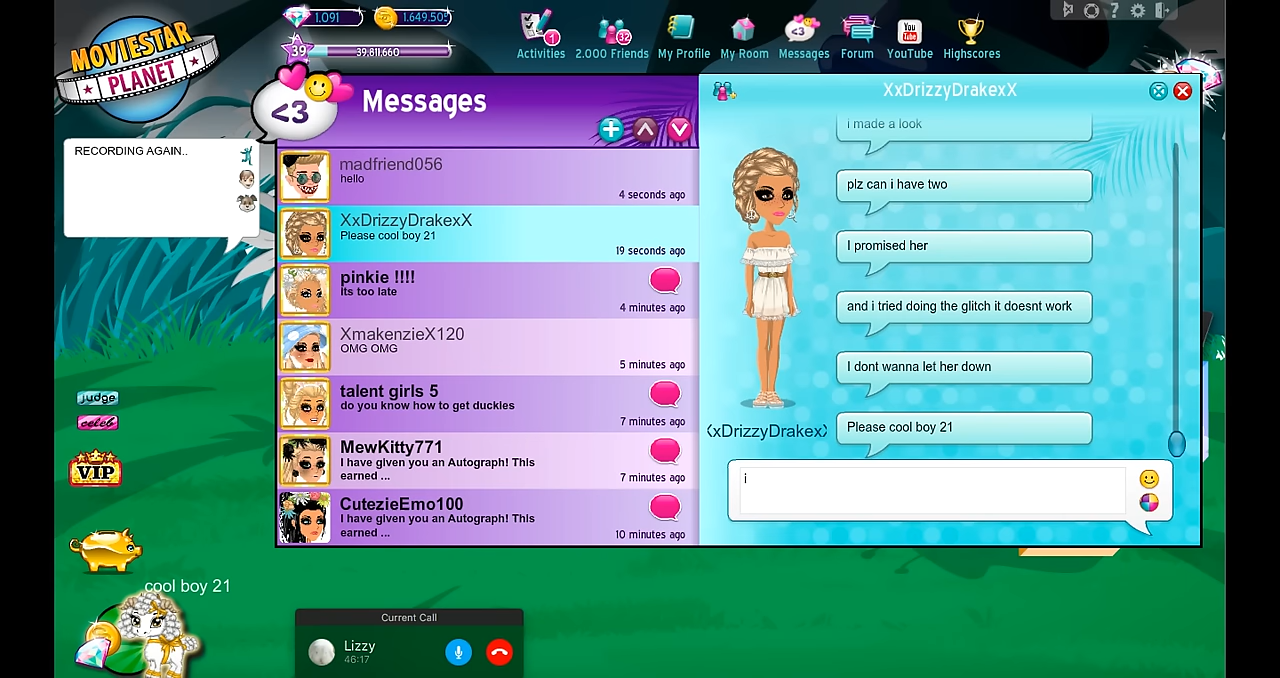 MOVIESTAR
PLANET
1.091
1.649.505
39
39,811,660
1
Activities
32
2.000 Friends
My Profile
My Room
<3
Messages
Forum
You
Tube
YouTube
Highscores
?
RECORDING AGAIN..
<3
Messages
madfriend056
hello
4 seconds ago
XxDrizzyDrakexX
Please cool boy 21
19 seconds ago
pinkie !!!!
its too late
4 minutes ago
XmakenzieX120
OMG OMG
5 minutes ago
talent girls 5
do you know how to get duckies
7 minutes ago
MewKitty771
I have given you an Autograph! This
earned ...
7 minutes ago
CutezieEmo100
I have given you an Autograph! This
earned ...
10 minutes ago
XxDrizzyDrakexX
i made a look
plz can i have two
I promised her
and i tried doing the glitch it doesnt work
I dont wanna let her down
Please cool boy 21
XxDrizzyDrakexX
i
judge
celeb
VIP
cool boy 21
Current Call
Lizzy
46:17